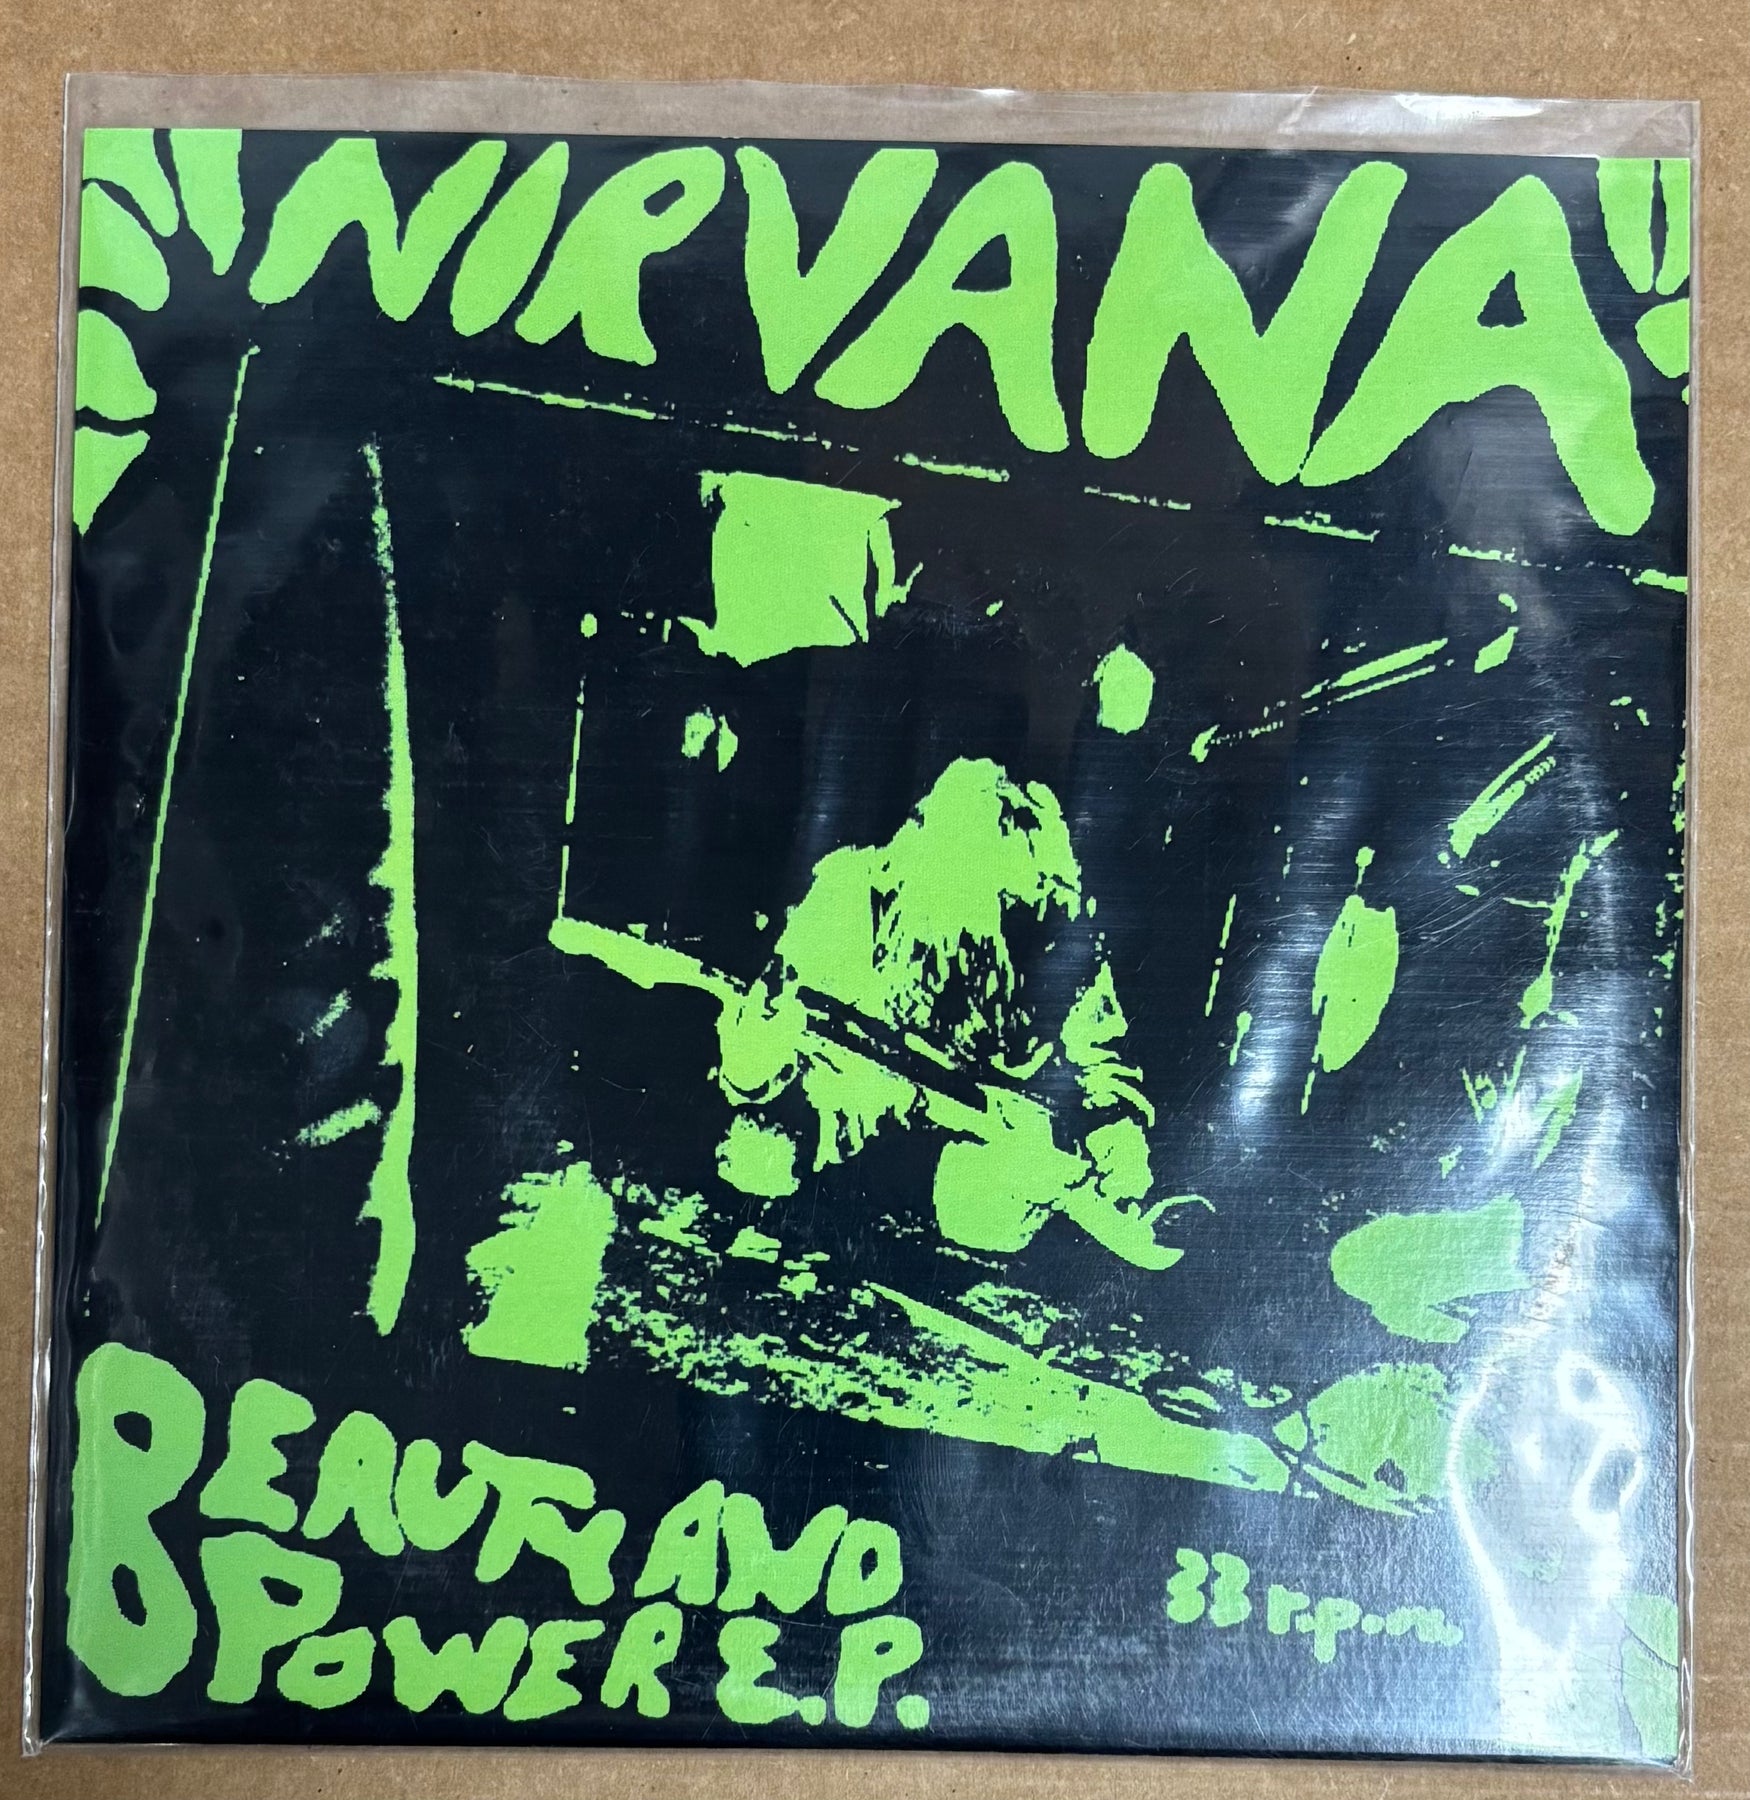 NIRVANA
BEAUTY AND
POWER E.P.
33 r.p.m.